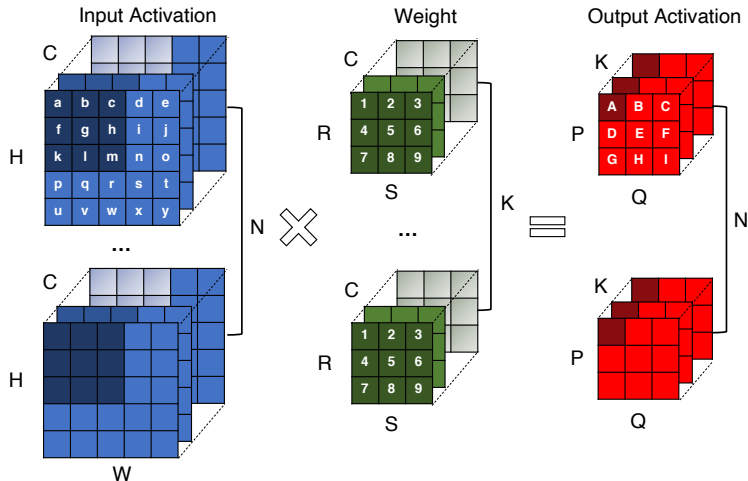 Input Activation
Weight
Output Activation
C
H
a b c d e
f g h i j
k l m n o
p q r s t
u v w x y
...
N
C
H
W
C
R
1 2 3
4 5 6
7 8 9
S
...
K
C
R
1 2 3
4 5 6
7 8 9
S
K
P
A B C
D E F
G H I
Q
N
K
P
Q